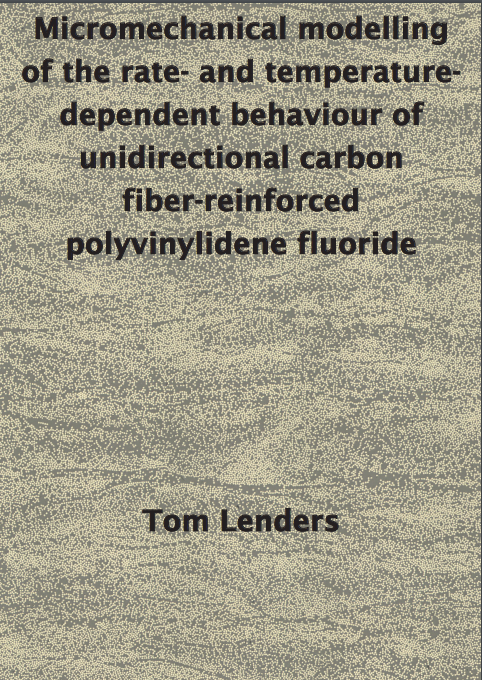 Micromechanical modelling
of the rate- and temperature-
dependent behaviour of
unidirectional carbon
fiber-reinforced
polyvinylidene fluoride
Tom Lenders